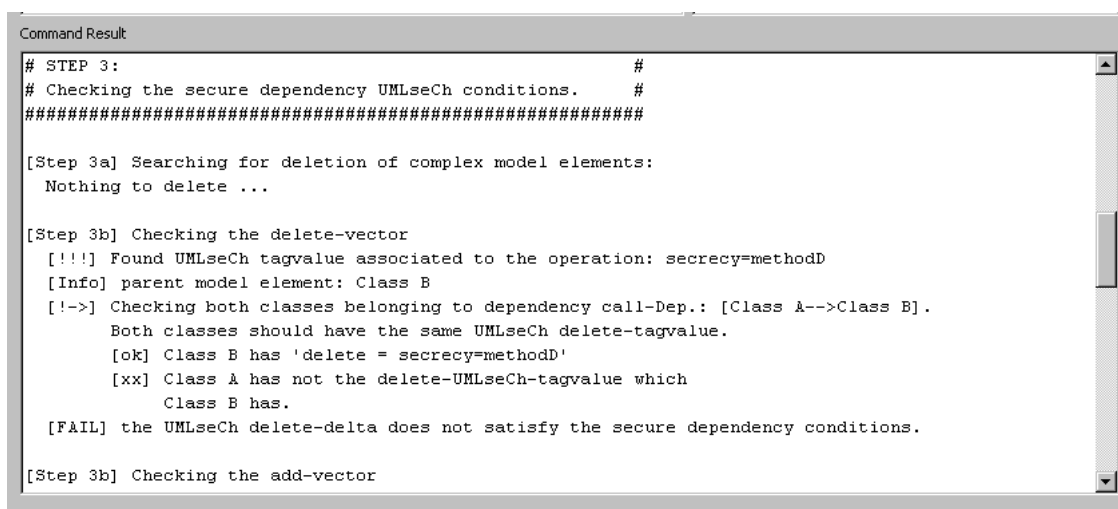 Command Result
# STEP 3: #
# Checking the secure dependency UMLseCh conditions. #
##########################################################
[Step 3a] Searching for deletion of complex model elements:
Nothing to delete ...
[Step 3b] Checking the delete-vector
[!!!] Found UMLseCh tagvalue associated to the operation: secrecy=methodD
[Info] parent model element: Class B
[!->] Checking both classes belonging to dependency call-Dep.: [Class A-->Class B].
Both classes should have the same UMLseCh delete-tagvalue.
[ok] Class B has 'delete = secrecy=methodD'
[xx] Class A has not the delete-UMLseCh-tagvalue which
Class B has.
[FAIL] the UMLseCh delete-delta does not satisfy the secure dependency conditions.
[Step 3b] Checking the add-vector